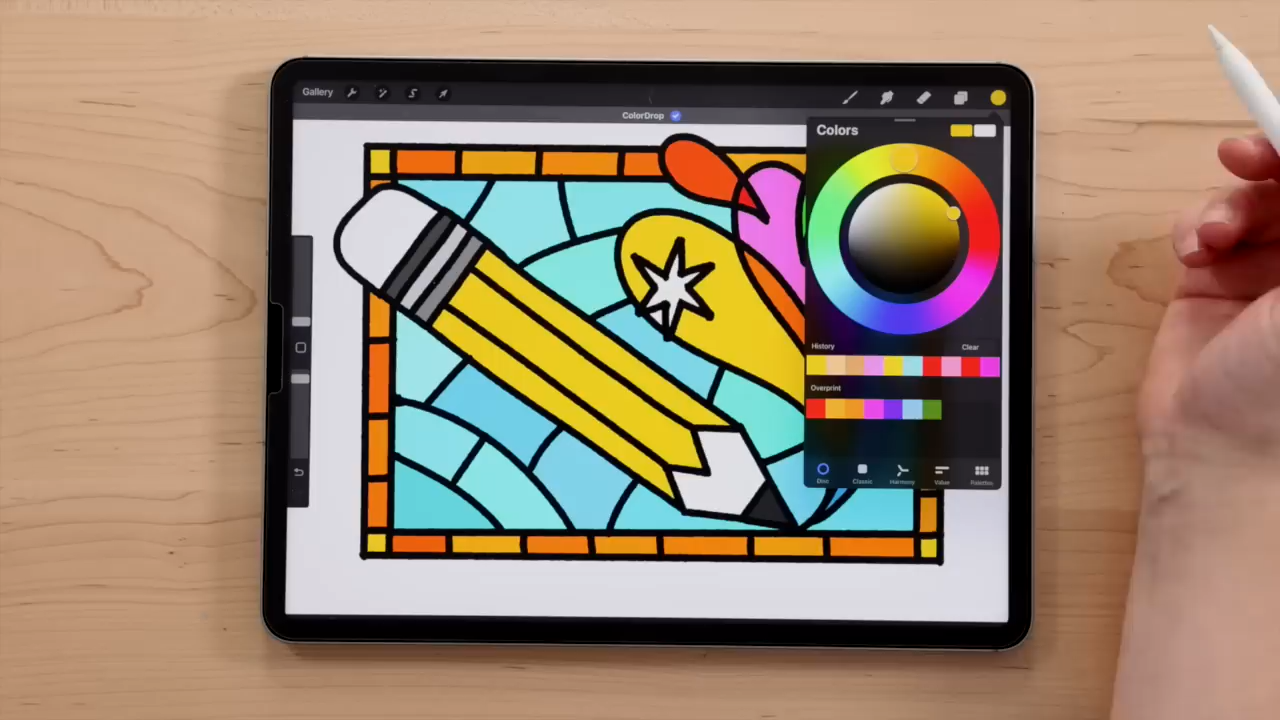 Gallery
ColorDrop
Colors
History Clear
Overprint
Disc Classic Harmony Value Palettes